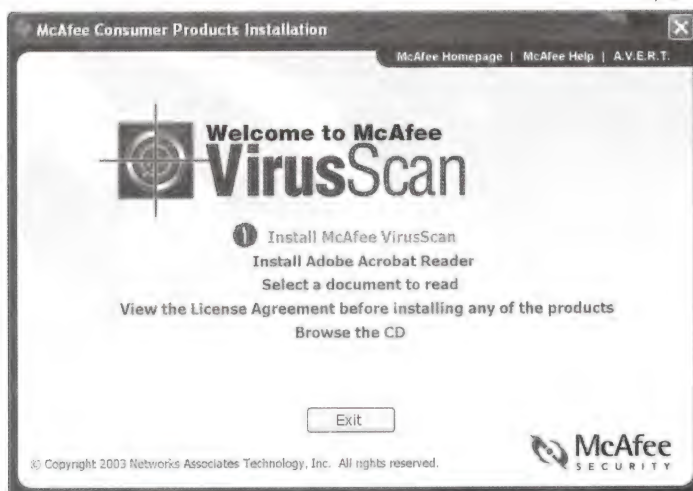 McAfee Consumer Products Installation
McAfee Homepage | McAfee Help | A.V.E.R.T.
Welcome to McAfee
VirusScan
1 Install McAfee VirusScan
Install Adobe Acrobat Reader
Select a document to read
View the License Agreement before installing any of the products
Browse the CD
Exit
© Copyright 2003 Networks Associates Technology, Inc. All rights reserved.
McAfee
SECURITY